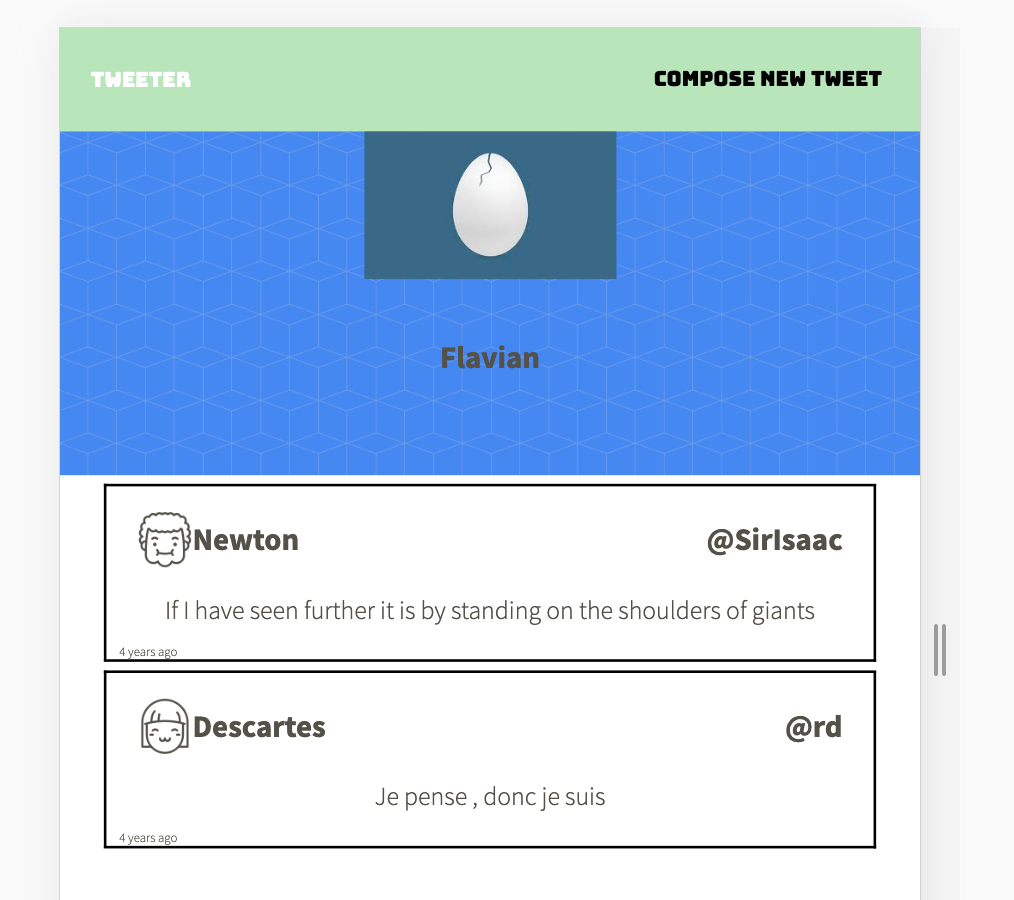 TWEETER
COMPOSE NEW TWEET
Flavian
Newton
@SirIsaac
If I have seen further it is by standing on the shoulders of giants
4 years ago
Descartes
@rd
Je pense , donc je suis
4 years ago